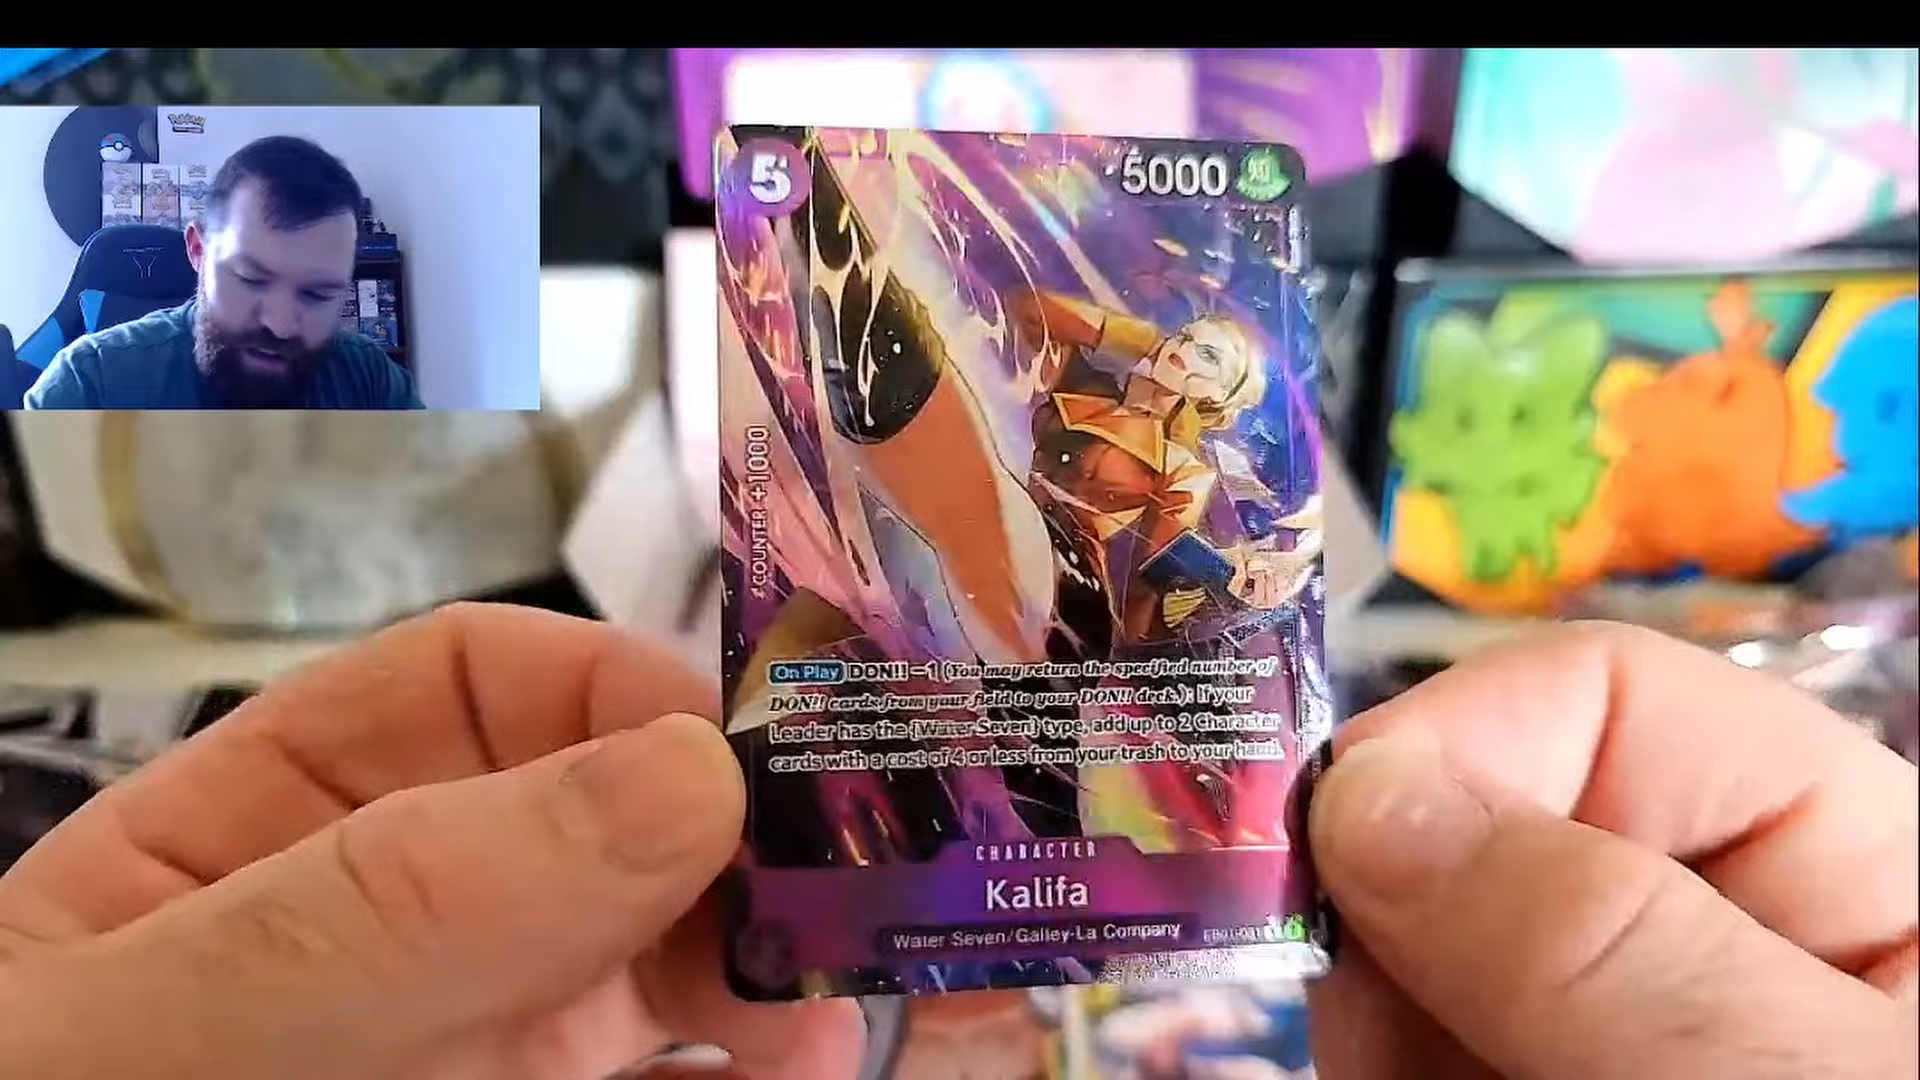 Pokémon
5
5000
COUNTER +1000
On Play DON!! −1 (You may return the specified number of
DON!! cards from your field to your DON!! deck.): If your
Leader has the {Water Seven} type, add up to 2 Character
cards with a cost of 4 or less from your trash to your hand.
CHARACTER
Kalifa
Water Seven/Galley-La Company